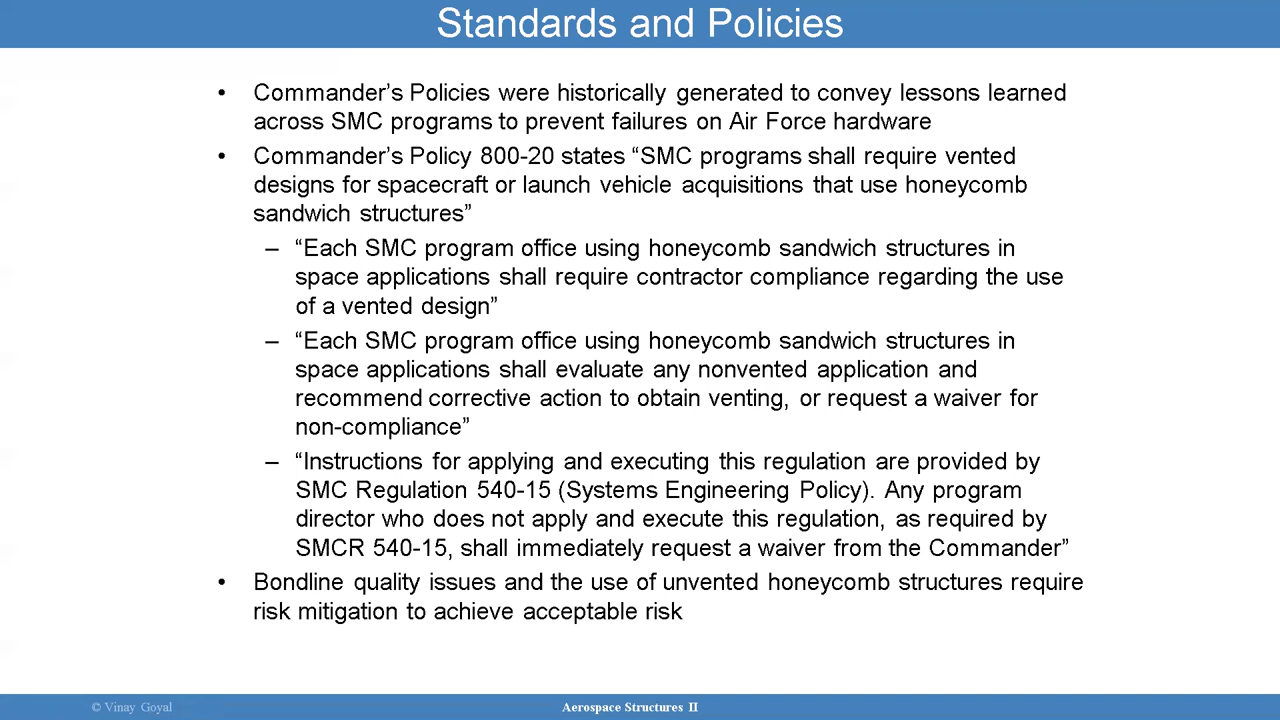 Standards and Policies
• Commander’s Policies were historically generated to convey lessons learned
across SMC programs to prevent failures on Air Force hardware
• Commander’s Policy 800-20 states “SMC programs shall require vented
designs for spacecraft or launch vehicle acquisitions that use honeycomb
sandwich structures”
– “Each SMC program office using honeycomb sandwich structures in
space applications shall require contractor compliance regarding the use
of a vented design”
– “Each SMC program office using honeycomb sandwich structures in
space applications shall evaluate any nonvented application and
recommend corrective action to obtain venting, or request a waiver for
non-compliance”
– “Instructions for applying and executing this regulation are provided by
SMC Regulation 540-15 (Systems Engineering Policy). Any program
director who does not apply and execute this regulation, as required by
SMCR 540-15, shall immediately request a waiver from the Commander”
• Bondline quality issues and the use of unvented honeycomb structures require
risk mitigation to achieve acceptable risk
© Vinay Goyal
Aerospace Structures II